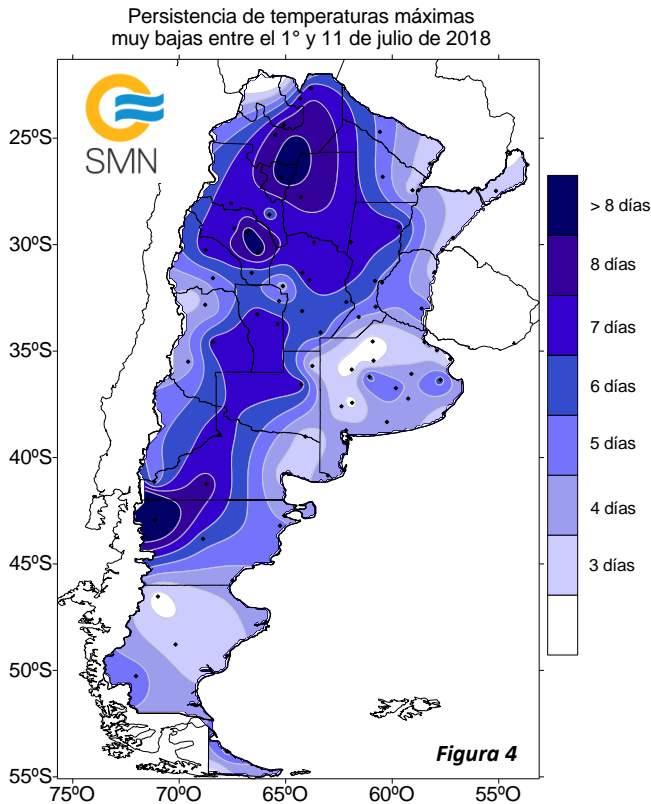 Persistencia de temperaturas máximas
muy bajas entre el 1° y 11 de julio de 2018
SMN
25ºS
30ºS
35ºS
40ºS
45ºS
50ºS
55ºS
75ºO 70ºO 65ºO 60ºO 55ºO
> 8 días
8 días
7 días
6 días
5 días
4 días
3 días
Figura 4